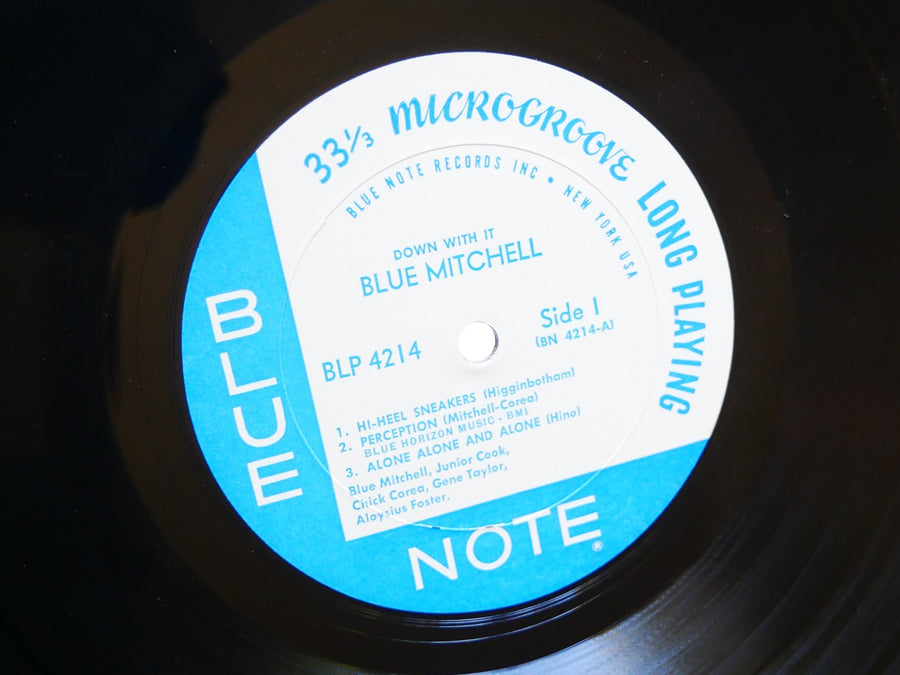 33⅓ MICROGROOVE LONG PLAYING
BLUE NOTE RECORDS INC • NEW YORK USA
DOWN WITH IT
BLUE MITCHELL
BLP 4214
Side 1
(BN 4214-A)
1. HI-HEEL SNEAKERS (Higginbotham)
2. PERCEPTION (Mitchell-Corea)
BLUE HORIZON MUSIC - BMI
3. ALONE ALONE AND ALONE (Hino)
Blue Mitchell, Junior Cook,
Chick Corea, Gene Taylor,
Aloysius Foster.
BLUE
NOTE®